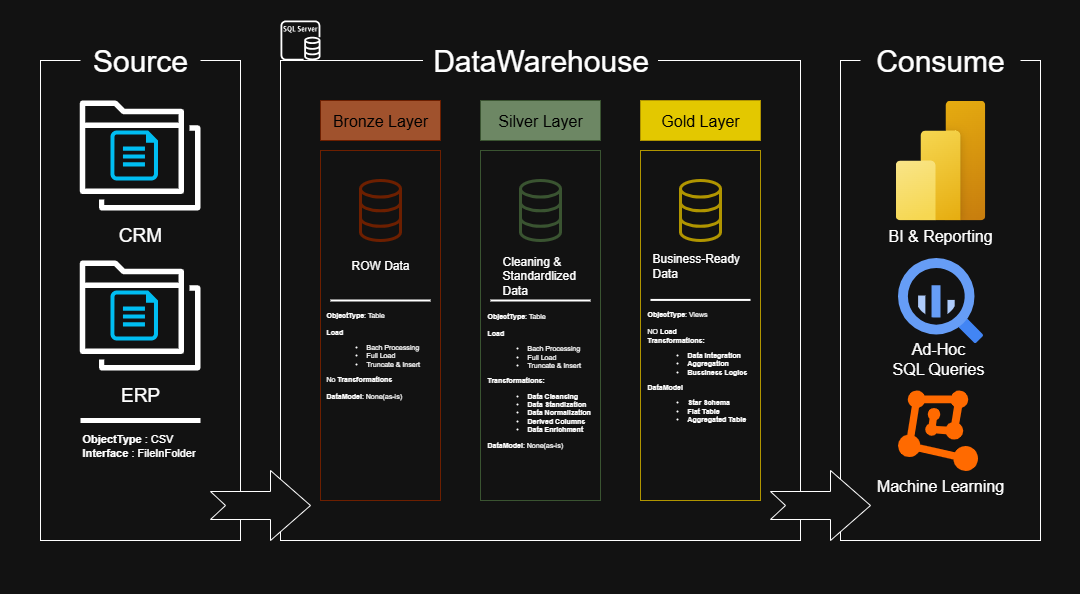 SQL Server
Source
DataWarehouse
Consume
CRM
ERP
ObjectType : CSV
Interface : FileInFolder
Bronze Layer
ROW Data
ObjectType: Table
Load
Bach Processing
Full Load
Truncate & Insert
No Transformations
DataModel: None(as-is)
Silver Layer
Cleaning &
Standardlized
Data
ObjectType: Table
Load
Bach Processing
Full Load
Truncate & Insert
Transformations:
Data Cleansing
Data Standization
Data Normalization
Derived Columns
Data Enrichment
DataModel: None(as-is)
Gold Layer
Business-Ready
Data
ObjectType: Views
NO Load
Transformations:
Data Integration
Aggregation
Bussiness Logics
DataModel
Star Schema
Flat Table
Aggregated Table
BI & Reporting
Ad-Hoc
SQL Queries
Machine Learning